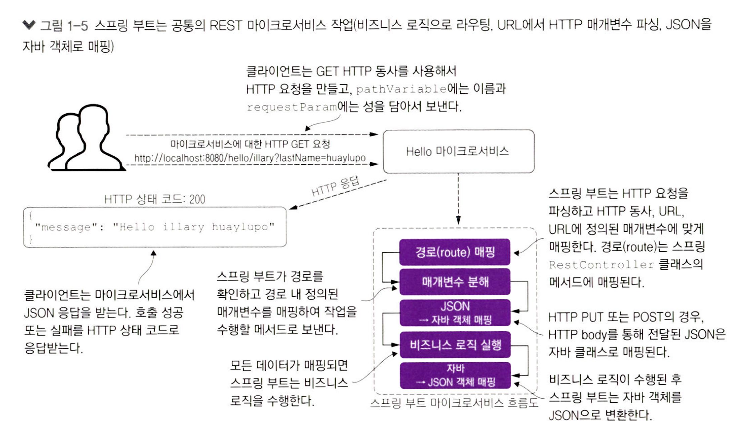 그림 1-5 스프링 부트는 공통의 REST 마이크로서비스 작업(비즈니스 로직으로 라우팅, URL에서 HTTP 매개변수 파싱, JSON을
자바 객체로 매핑)
클라이언트는 GET HTTP 동사를 사용해서
HTTP 요청을 만들고, pathVariable에는 이름과
requestParam에는 성을 담아서 보낸다.
마이크로서비스에 대한 HTTP GET 요청
http://localhost:8080/hello/illary?lastName=huaylupo
Hello 마이크로서비스
HTTP 응답
HTTP 상태 코드: 200
{
"message": "Hello illary huaylupo"
}
클라이언트는 마이크로서비스에서
JSON 응답을 받는다. 호출 성공
또는 실패를 HTTP 상태 코드로
응답받는다.
스프링 부트가 경로를
확인하고 경로 내 정의된
매개변수를 매핑하여 작업을
수행할 메서드로 보낸다.
모든 데이터가 매핑되면
스프링 부트는 비즈니스
로직을 수행한다.
경로(route) 매핑
매개변수 분해
JSON
→ 자바 객체 매핑
비즈니스 로직 실행
자바
→ JSON 객체 매핑
스프링 부트 마이크로서비스 흐름도
스프링 부트는 HTTP 요청을
파싱하고 HTTP 동사, URL,
URL에 정의된 매개변수에 맞게
매핑한다. 경로(route)는 스프링
RestController 클래스의
메서드에 매핑된다.
HTTP PUT 또는 POST의 경우,
HTTP body를 통해 전달된 JSON은
자바 클래스로 매핑된다.
비즈니스 로직이 수행된 후
스프링 부트는 자바 객체를
JSON으로 변환한다.